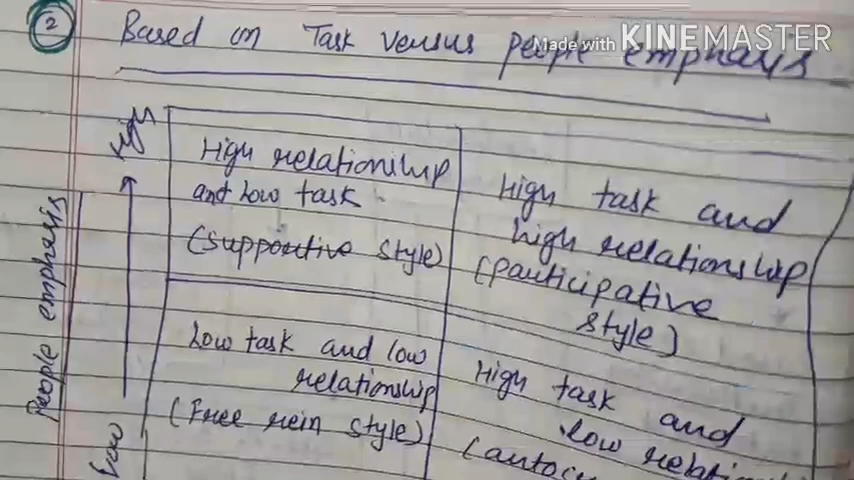 2
Based on Task versus people emphasis
Made with KINEMASTER
High
High relationship
and low task
(supportive style)
High task and
high relationship
(participative
style)
People emphasis
Low task and low
relationship
(Free rein style)
High task and
low
(autoc
low